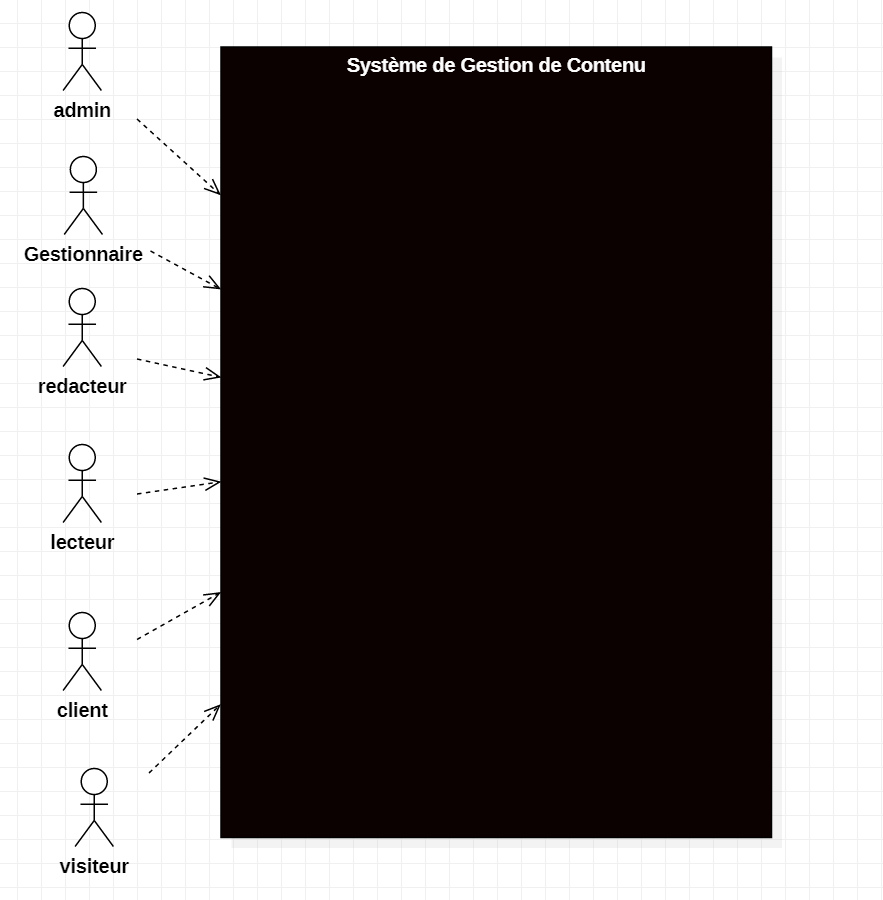 Système de Gestion de Contenu
admin
Gestionnaire
redacteur
lecteur
client
visiteur